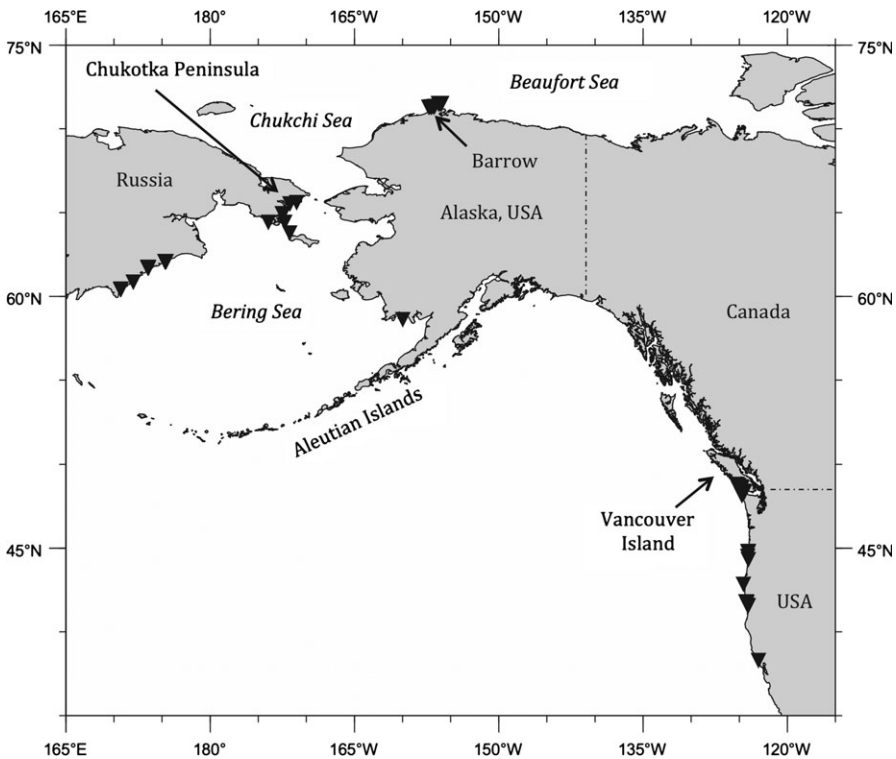 165°E 180° 165°W 150°W 135°W 120°W
75°N 75°N
Chukotka Peninsula
Beaufort Sea
Chukchi Sea
Barrow
Russia
Alaska, USA
60°N 60°N
Bering Sea
Canada
Aleutian Islands
Vancouver
Island
45°N 45°N
USA
165°E 180° 165°W 150°W 135°W 120°W